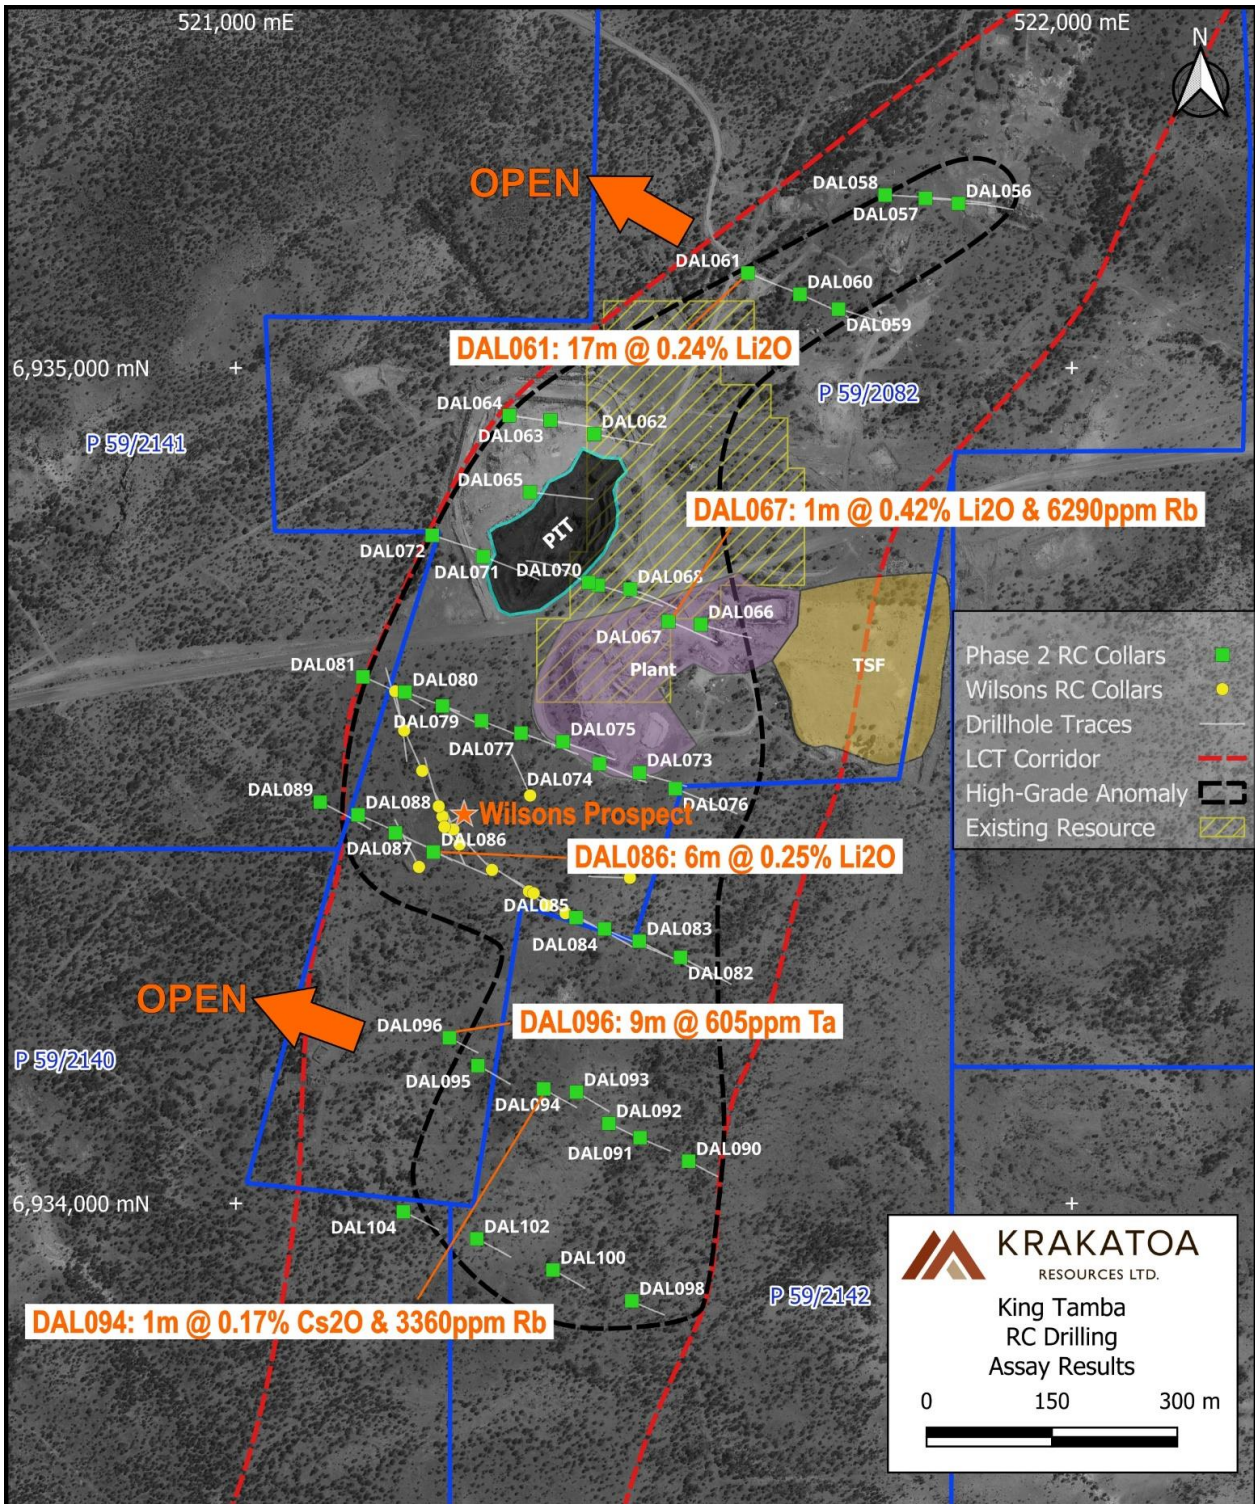 521,000 mE
522,000 mE
N
OPEN
DAL058
DAL056
DAL057
DAL061
DAL060
DAL059
DAL061: 17m @ 0.24% Li2O
6,935,000 mN
P 59/2082
DAL064
DAL062
DAL063
P 59/2141
DAL065
DAL067: 1m @ 0.42% Li2O & 6290ppm Rb
PIT
DAL072
DAL071
DAL070
DAL068
DAL066
DAL067
Plant
TSF
DAL081
DAL080
DAL079
DAL077
DAL075
DAL074
DAL073
DAL076
DAL089
DAL088
Wilsons Prospect
DAL087
DAL086
DAL086: 6m @ 0.25% Li2O
DAL085
DAL084
DAL083
DAL082
Phase 2 RC Collars
Wilsons RC Collars
Drillhole Traces
LCT Corridor
High-Grade Anomaly
Existing Resource
OPEN
DAL096
DAL096: 9m @ 605ppm Ta
P 59/2140
DAL095
DAL094
DAL093
DAL092
DAL091
DAL090
6,934,000 mN
DAL104
DAL102
DAL100
DAL098
P 59/2142
DAL094: 1m @ 0.17% Cs2O & 3360ppm Rb
KRAKATOA
RESOURCES LTD.
King Tamba
RC Drilling
Assay Results
0 150 300 m